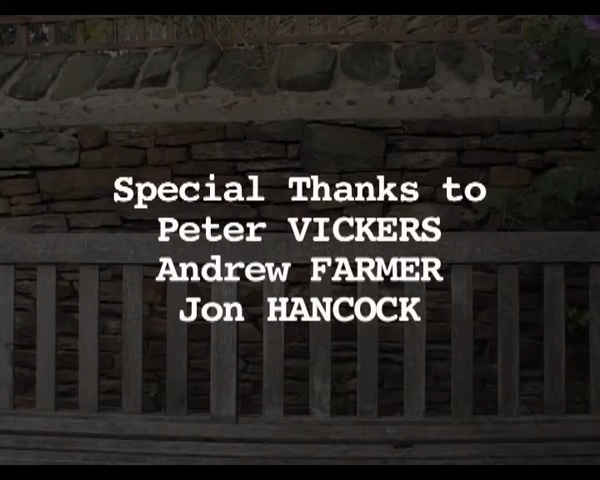 Special Thanks to
Peter VICKERS
Andrew FARMER
Jon HANCOCK